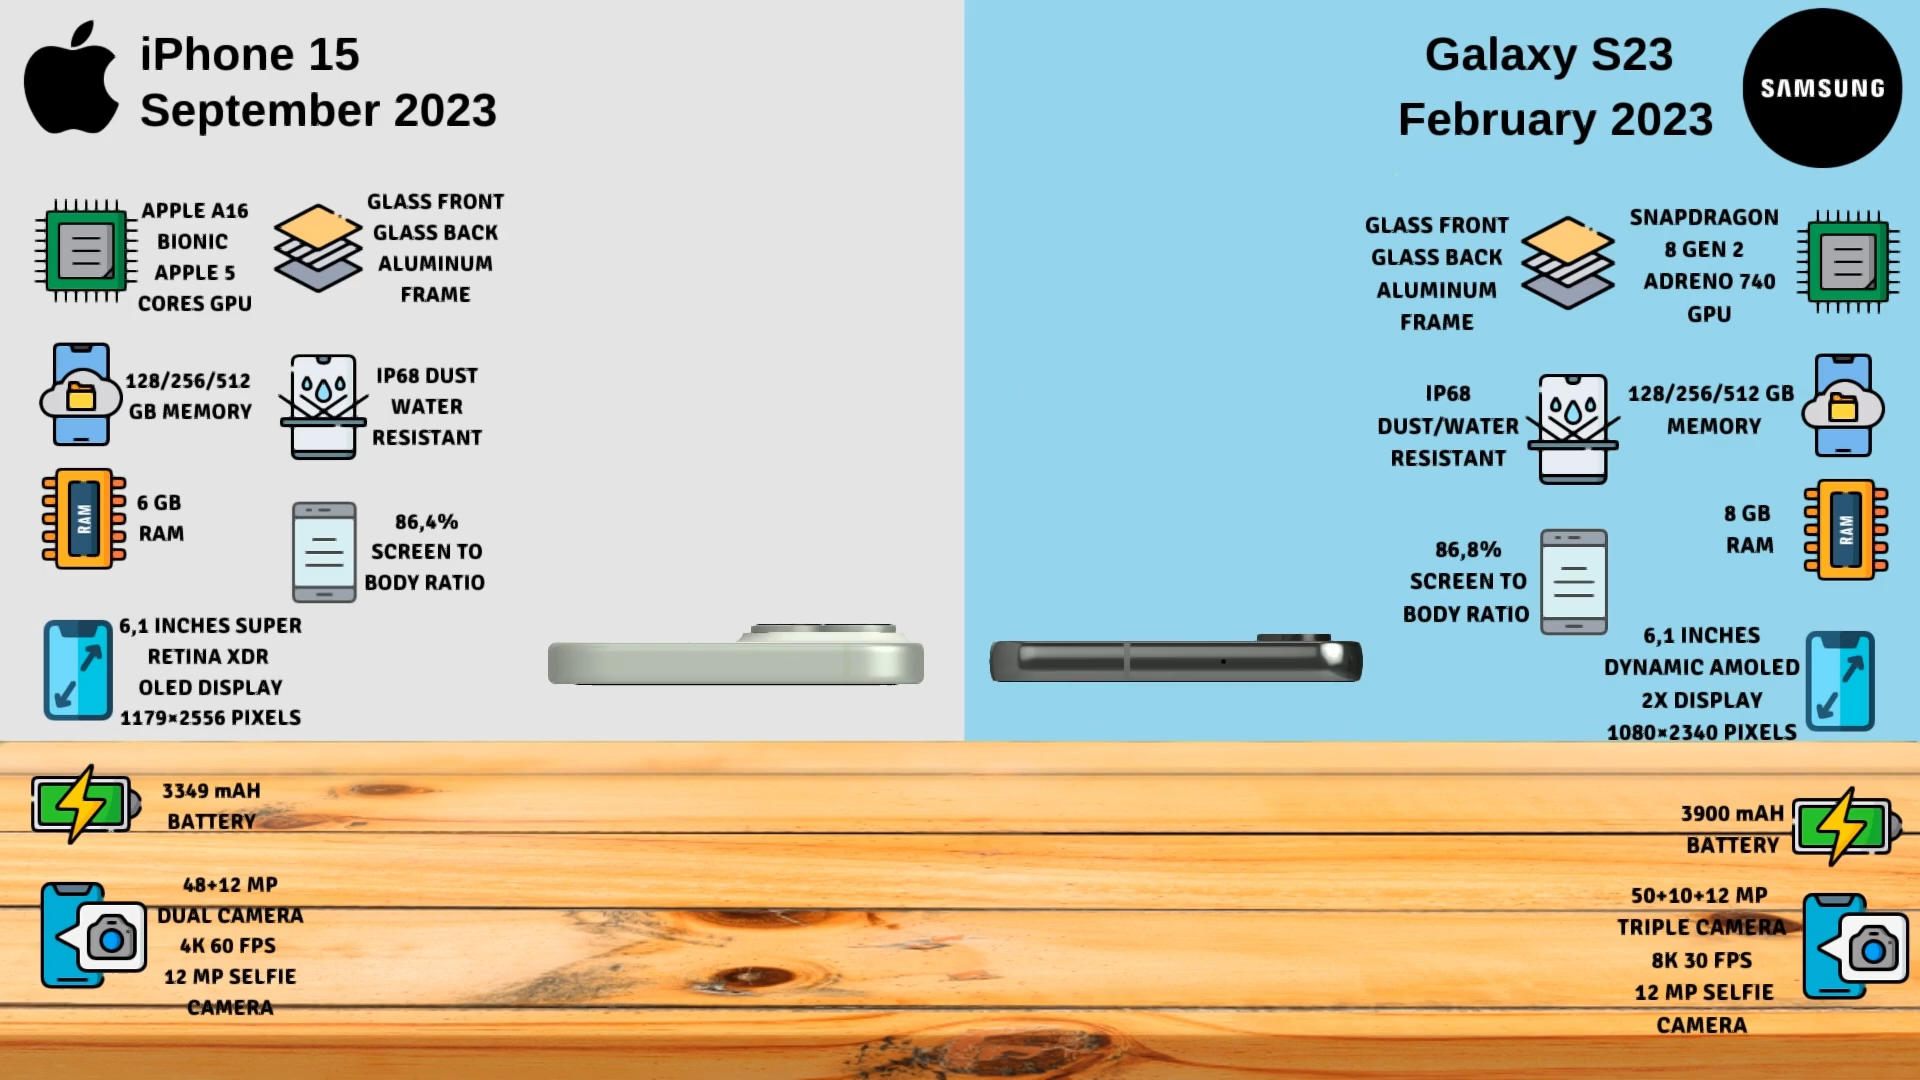 iPhone 15
September 2023
APPLE A16
BIONIC
APPLE 5
CORES GPU
GLASS FRONT
GLASS BACK
ALUMINUM
FRAME
128/256/512
GB MEMORY
IP68 DUST
WATER
RESISTANT
RAM
6 GB
RAM
86,4%
SCREEN TO
BODY RATIO
6,1 INCHES SUPER
RETINA XDR
OLED DISPLAY
1179×2556 PIXELS
3349 mAH
BATTERY
48+12 MP
DUAL CAMERA
4K 60 FPS
12 MP SELFIE
CAMERA
Galaxy S23
February 2023
SAMSUNG
GLASS FRONT
GLASS BACK
ALUMINUM
FRAME
SNAPDRAGON
8 GEN 2
ADRENO 740
GPU
IP68
DUST/WATER
RESISTANT
128/256/512 GB
MEMORY
8 GB
RAM
RAM
86,8%
SCREEN TO
BODY RATIO
6,1 INCHES
DYNAMIC AMOLED
2X DISPLAY
1080×2340 PIXELS
3900 mAH
BATTERY
50+10+12 MP
TRIPLE CAMERA
8K 30 FPS
12 MP SELFIE
CAMERA